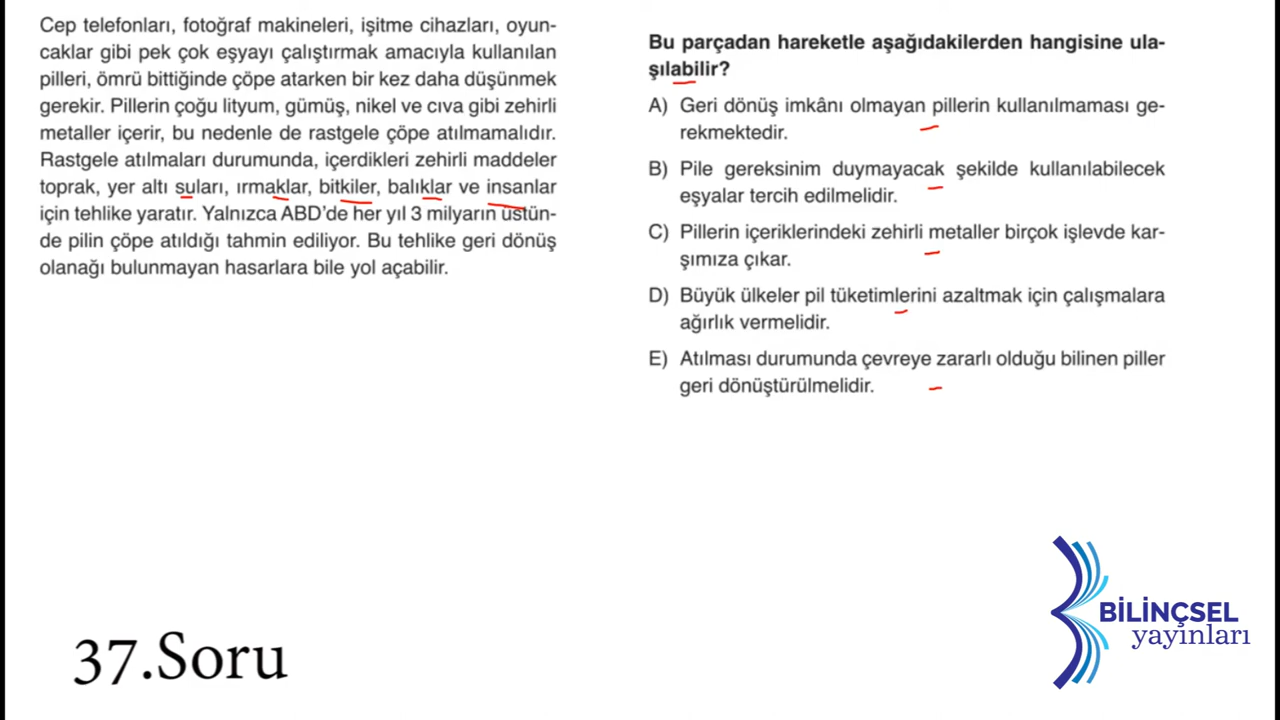 Cep telefonları, fotoğraf makineleri, işitme cihazları, oyun-
caklar gibi pek çok eşyayı çalıştırmak amacıyla kullanılan
pilleri, ömrü bittiğinde çöpe atarken bir kez daha düşünmek
gerekir. Pillerin çoğu lityum, gümüş, nikel ve cıva gibi zehirli
metaller içerir, bu nedenle de rastgele çöpe atılmamalıdır.
Rastgele atılmaları durumunda, içerdikleri zehirli maddeler
toprak, yer altı suları, ırmaklar, bitkiler, balıklar ve insanlar
için tehlike yaratır. Yalnızca ABD'de her yıl 3 milyarın üstün-
de pilin çöpe atıldığı tahmin ediliyor. Bu tehlike geri dönüş
olanağı bulunmayan hasarlara bile yol açabilir.
Bu parçadan hareketle aşağıdakilerden hangisine ula-
şılabilir?
A) Geri dönüş imkânı olmayan pillerin kullanılmaması ge-
rekmektedir.
B) Pile gereksinim duymayacak şekilde kullanılabilecek
eşyalar tercih edilmelidir.
C) Pillerin içeriklerindeki zehirli metaller birçok işlevde kar-
şımıza çıkar.
D) Büyük ülkeler pil tüketimlerini azaltmak için çalışmalara
ağırlık vermelidir.
E) Atılması durumunda çevreye zararlı olduğu bilinen piller
geri dönüştürülmelidir.
37.Soru
BİLİNÇSEL
yayınları